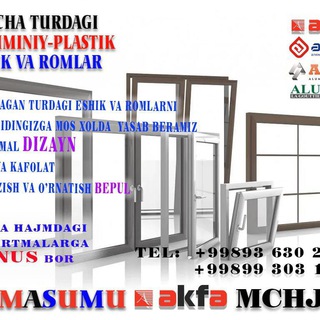 CHA TURDAGI
MINIY-PLASTIK
K VA ROMLAR
akfa
AGAN TURDAGI ESHIK VA ROMLARNI
IDINGIZGA MOS XOLDA YASAB BERAMIZ
MAL DIZAYN
VA KAFOLAT
ZISH VA O'RNATISH BEPUL
A HAJMDAGI
RTMALARGA
NUS BOR
TEL: +99893 630 2
+99899 303 1
MASUMU akfa MCHJ